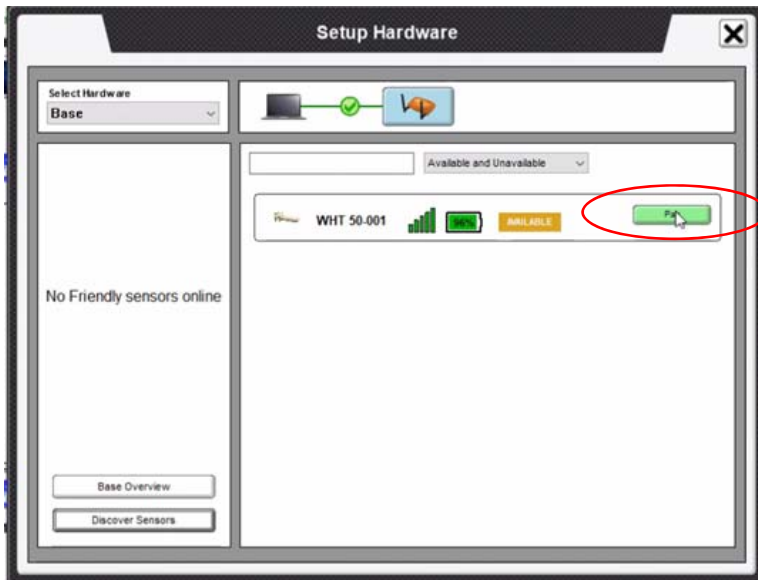 Setup Hardware
Select Hardware
Base
Available and Unavailable
WHT 50-001
96%
AVAILABLE
No Friendly sensors online
Base Overview
Discover Sensors